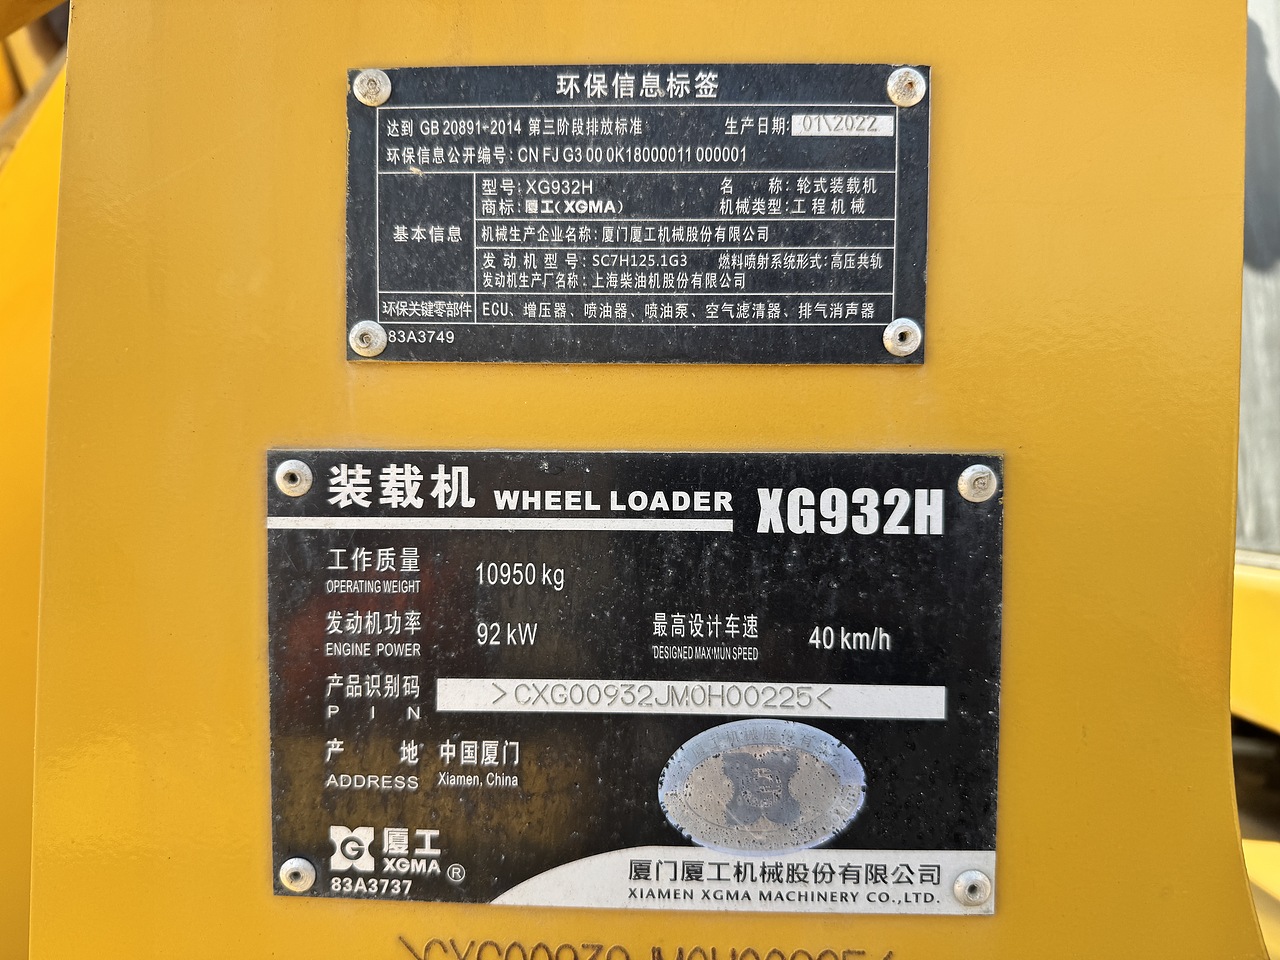 环保信息标签
达到 GB 20891-2014 第三阶段排放标准 生产日期: 01\2022
环保信息公开编号: CN FJ G3 00 0K18000011 000001
基本信息
型号: XG932H 名 称: 轮式装载机
商标: 厦工(XGMA) 机械类型: 工程机械
机械生产企业名称: 厦门厦工机械股份有限公司
发动机型号: SC7H125.1G3 燃料喷射系统形式: 高压共轨
发动机生产厂名称: 上海柴油机股份有限公司
环保关键零部件 ECU、增压器、喷油器、喷油泵、空气滤清器、排气消声器
83A3749
装载机 WHEEL LOADER XG932H
工作质量 10950 kg
OPERATING WEIGHT
发动机功率 92 kW 最高设计车速 40 km/h
ENGINE POWER DESIGNED MAX'MUN SPEED
产品识别码 >CXG00932JM0H00225<
P I N
产 地 中国厦门
ADDRESS Xiamen, China
厦工
XGMA ®
83A3737
厦门厦工机械股份有限公司
XIAMEN XGMA MACHINERY CO.,LTD.
>CXG00932JM0H00225<